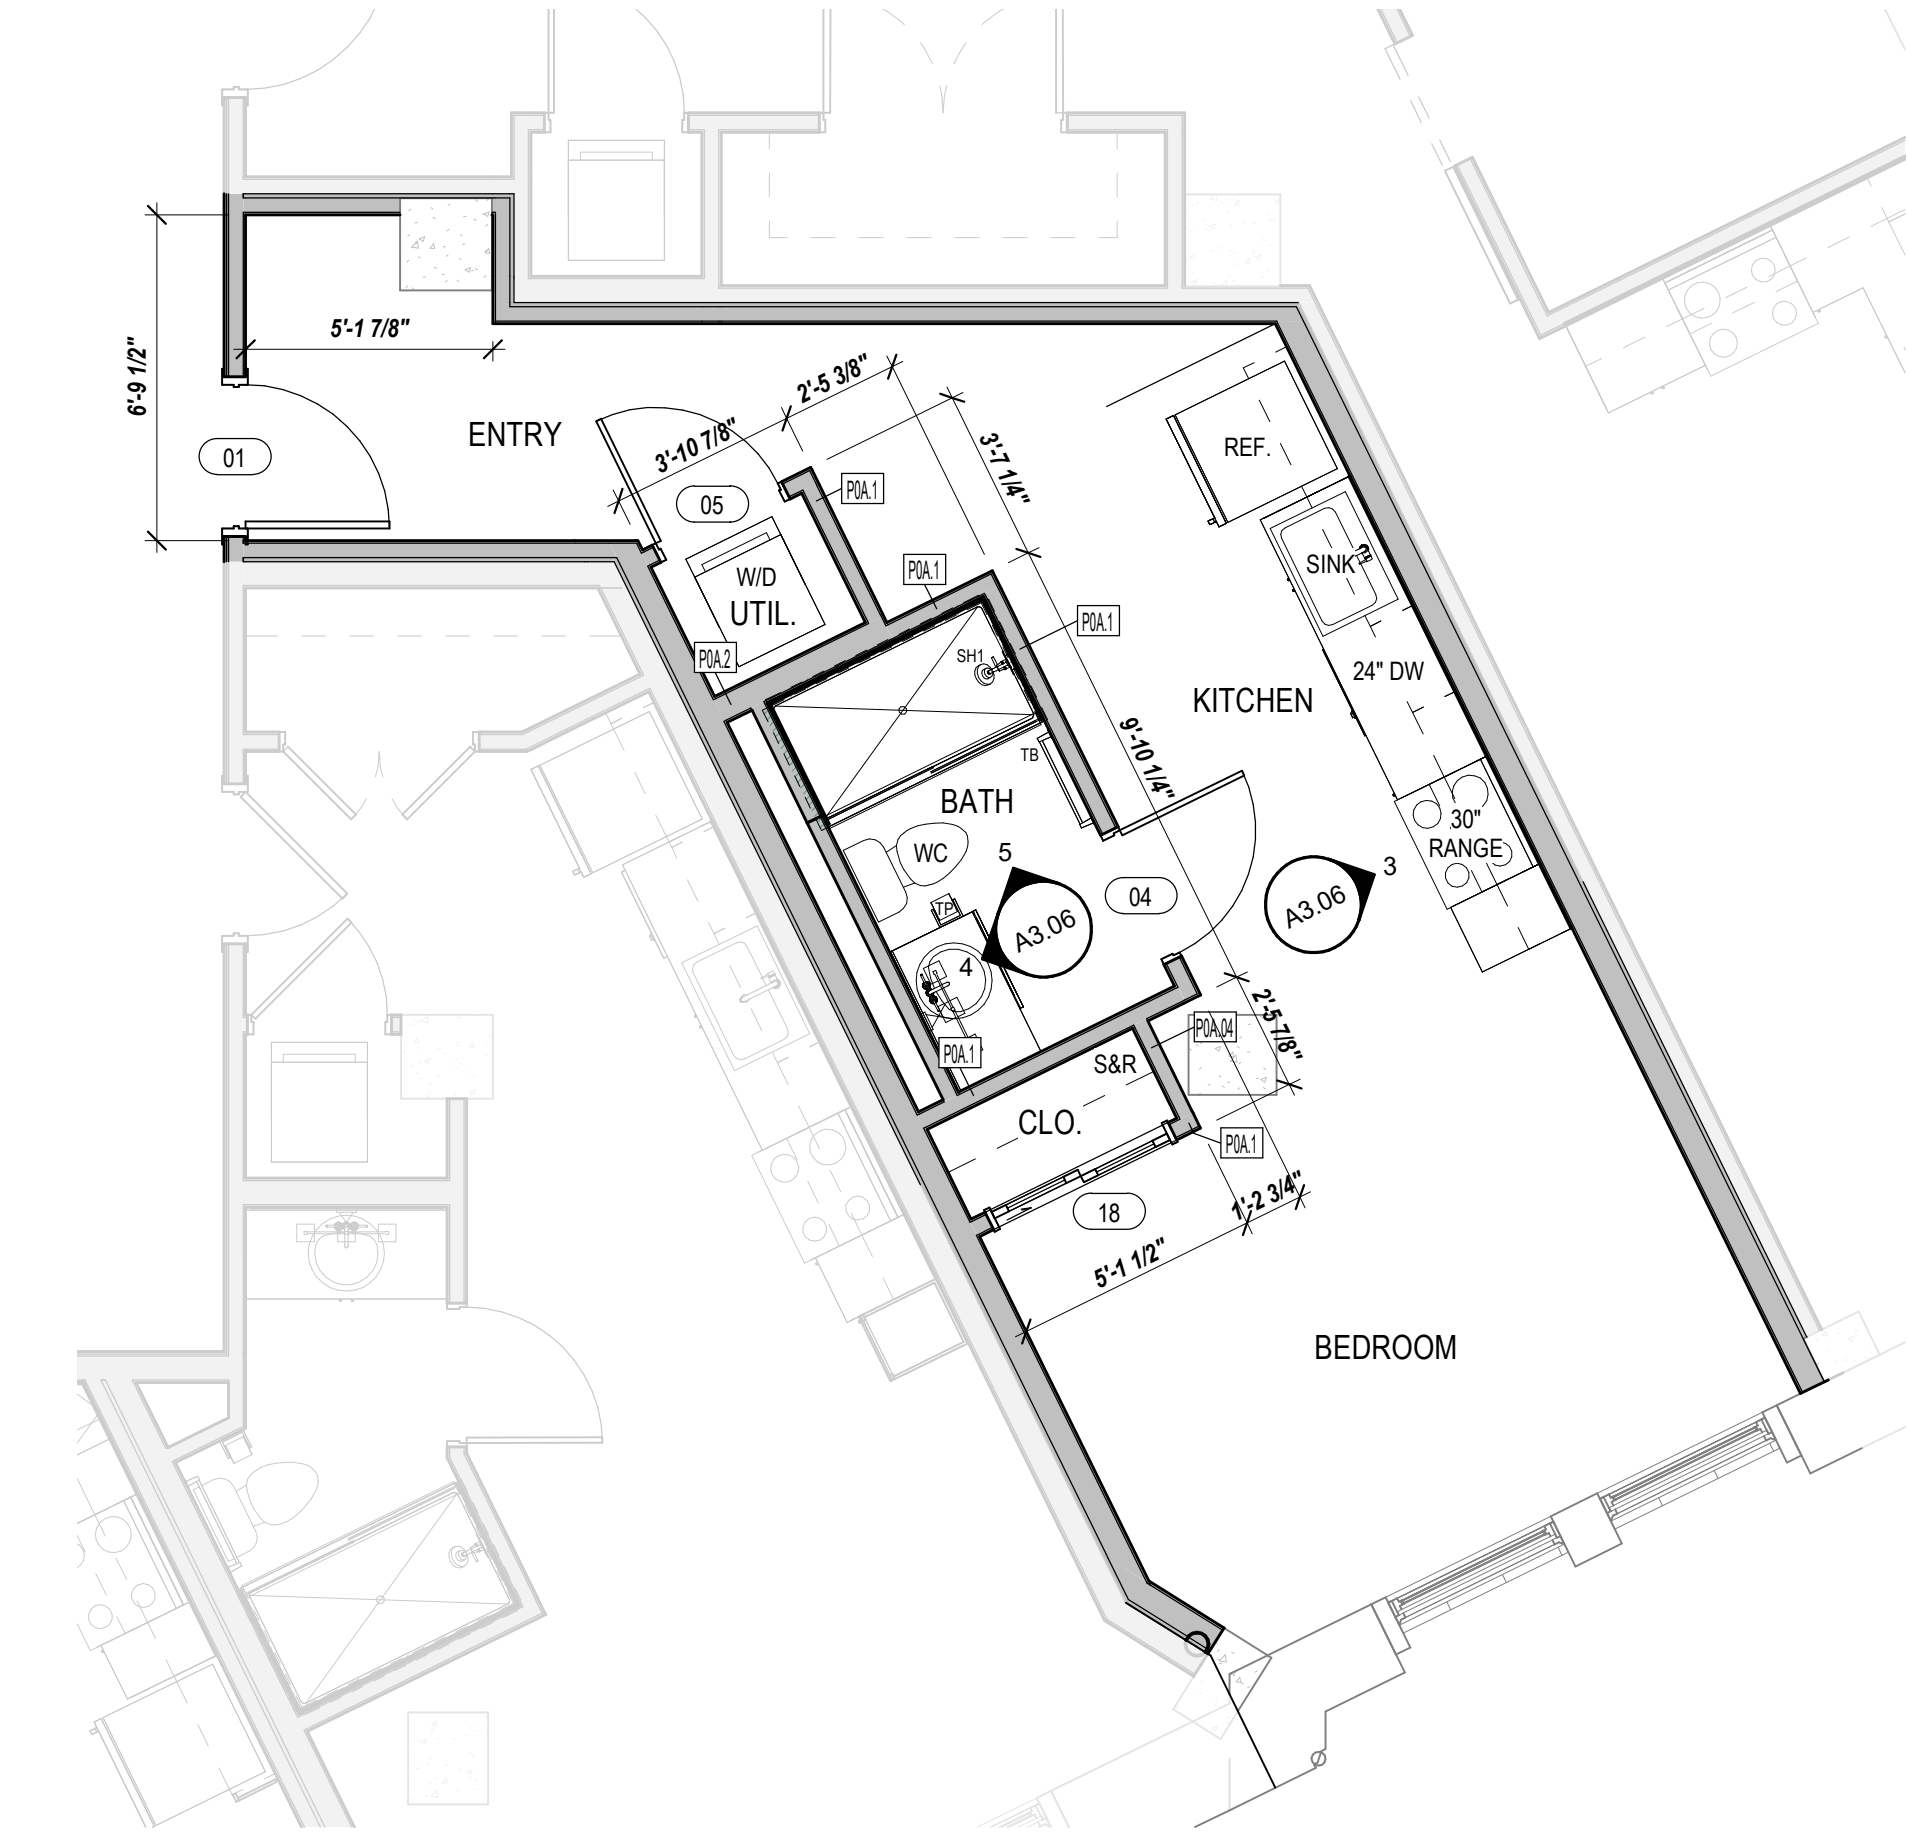 5'-1 7/8"
6'-9 1/2"
2'-5 3/8"
3'-10 7/8"
3'-7 1/4"
ENTRY
01
REF.
05
P0A.1
W/D
UTIL.
P0A.1
SINK
P0A.1
P0A.2
SH1
24" DW
KITCHEN
TB
9'-10 1/4"
BATH
30"
RANGE
WC
5
3
TP
04
A3.06
A3.06
4
2'-5 7/8"
P0A.04
P0A.1
S&R
CLO.
P0A.1
1'-2 3/4"
18
5'-1 1/2"
BEDROOM